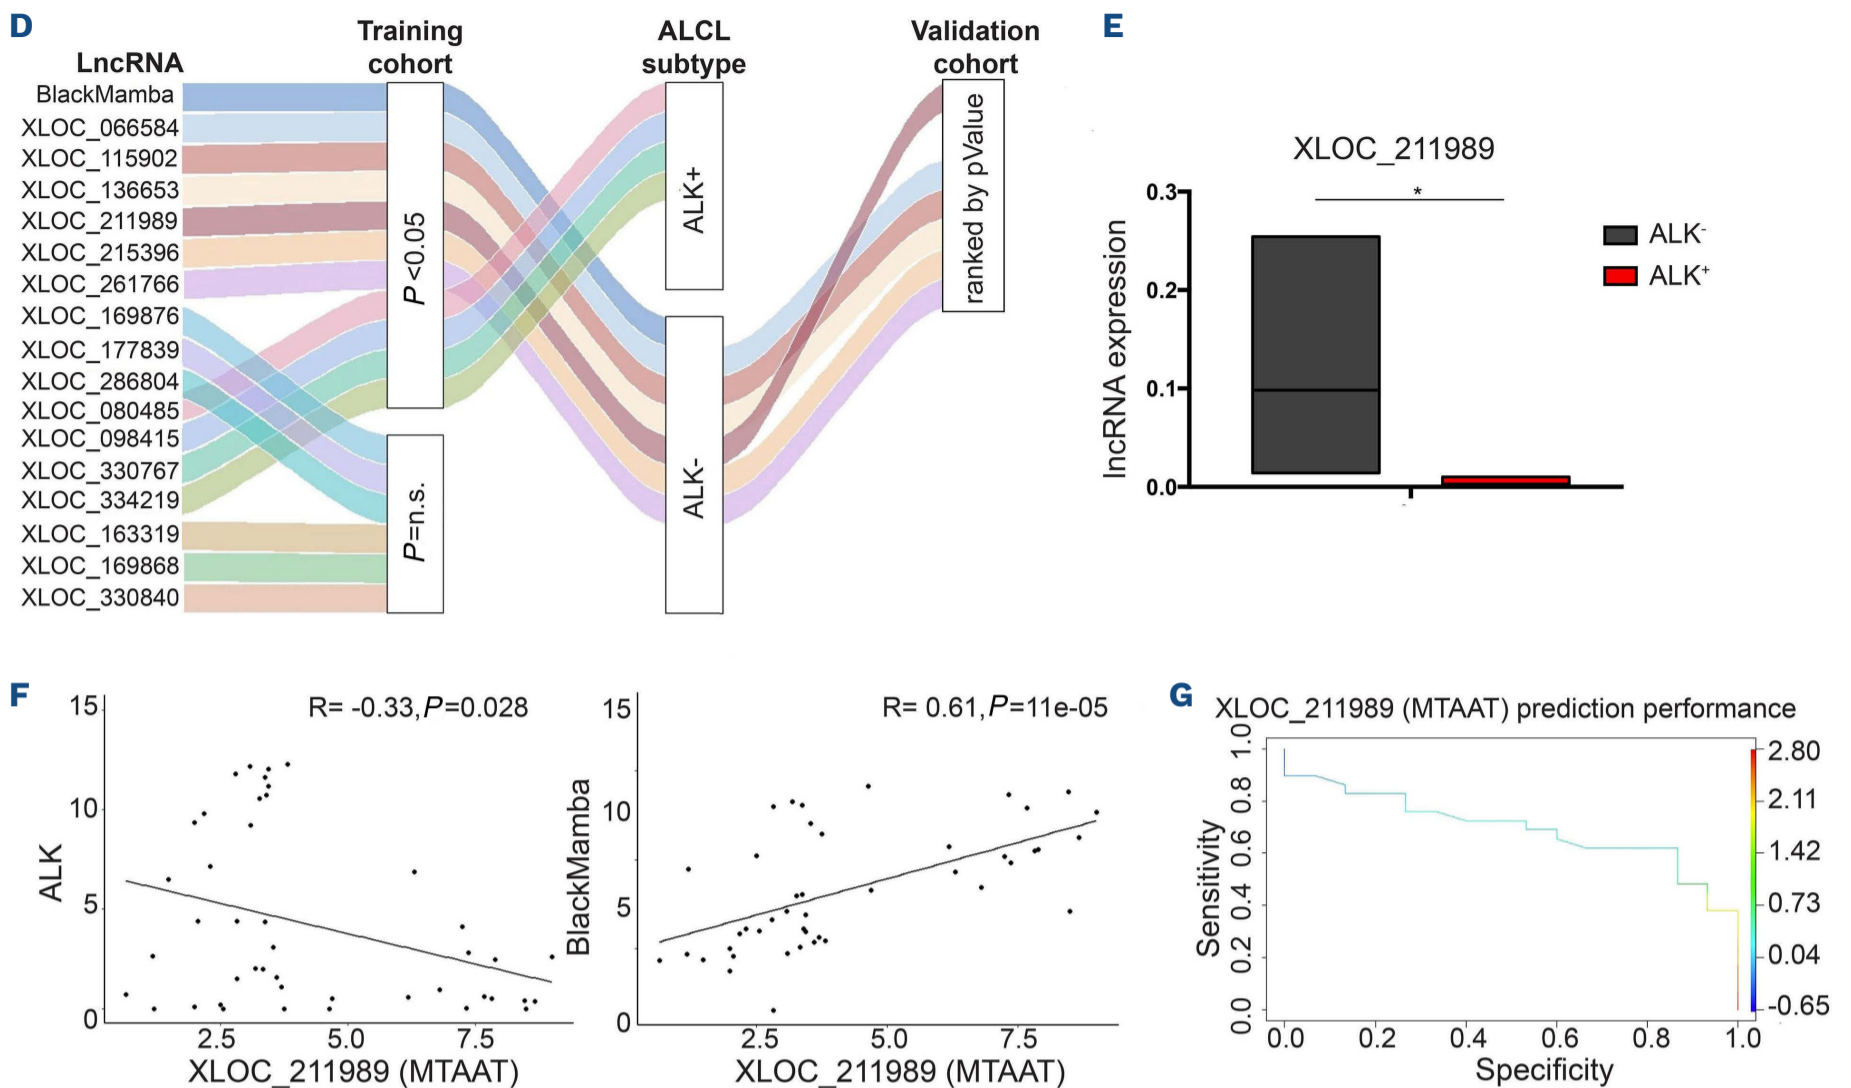 D
LncRNA
Training
cohort
ALCL
subtype
Validation
cohort
BlackMamba
XLOC_066584
XLOC_115902
XLOC_136653
XLOC_211989
XLOC_215396
XLOC_261766
XLOC_169876
XLOC_177839
XLOC_286804
XLOC_080485
XLOC_098415
XLOC_330767
XLOC_334219
XLOC_163319
XLOC_169868
XLOC_330840
P<0.05
P=n.s.
ALK+
ALK-
ranked by pValue
E
XLOC_211989
*
lncRNA expression
0.3
0.2
0.1
0.0
ALK-
ALK+
F
R= -0.33, P=0.028
ALK
15
10
5
0
2.5 5.0 7.5
XLOC_211989 (MTAAT)
R= 0.61, P=11e-05
BlackMamba
15
10
5
0
2.5 5.0 7.5
XLOC_211989 (MTAAT)
G
XLOC_211989 (MTAAT) prediction performance
Sensitivity
1.0
0.8
0.6
0.4
0.2
0.0
0.0 0.2 0.4 0.6 0.8 1.0
Specificity
2.80
2.11
1.42
0.73
0.04
-0.65